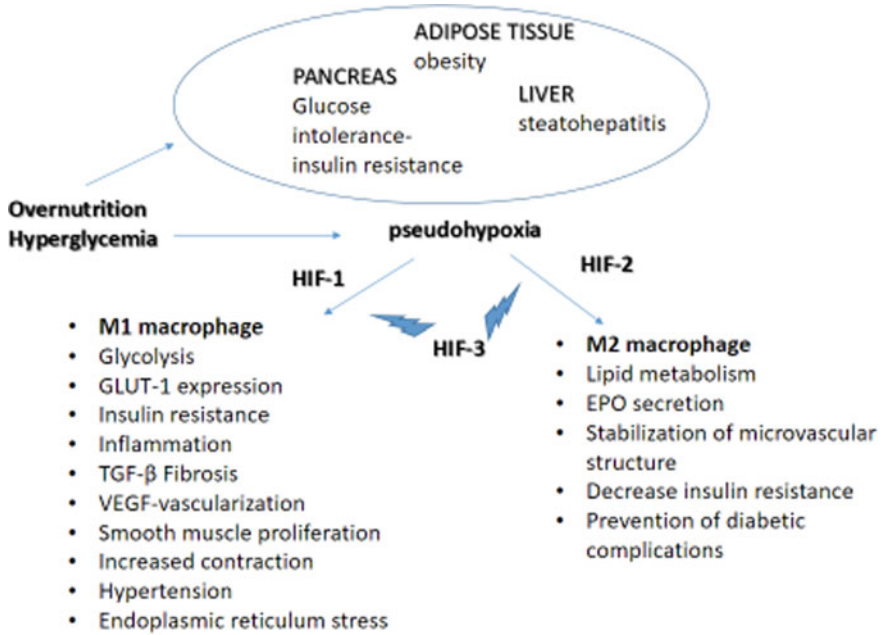 ADIPOSE TISSUE
obesity
PANCREAS
Glucose
intolerance-
insulin resistance
LIVER
steatohepatitis
Overnutrition
Hyperglycemia
pseudohypoxia
HIF-1
HIF-2
HIF-3
• M1 macrophage
• Glycolysis
• GLUT-1 expression
• Insulin resistance
• Inflammation
• TGF-β Fibrosis
• VEGF-vascularization
• Smooth muscle proliferation
• Increased contraction
• Hypertension
• Endoplasmic reticulum stress
• M2 macrophage
• Lipid metabolism
• EPO secretion
• Stabilization of microvascular
structure
• Decrease insulin resistance
• Prevention of diabetic
complications